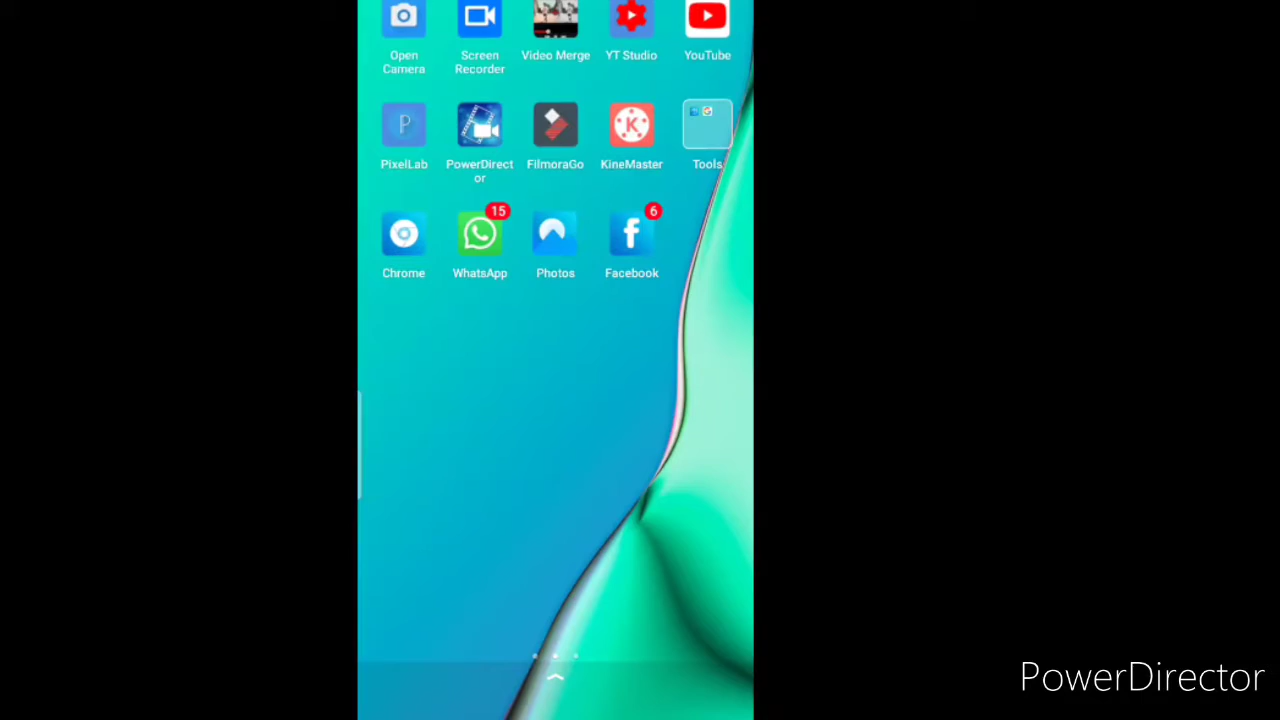 Open
Camera
Screen
Recorder
Video Merge
YT Studio
YouTube
P
PixelLab
PowerDirect
or
FilmoraGo
K
KineMaster
Tools
Chrome
15
WhatsApp
Photos
6
f
Facebook
PowerDirector